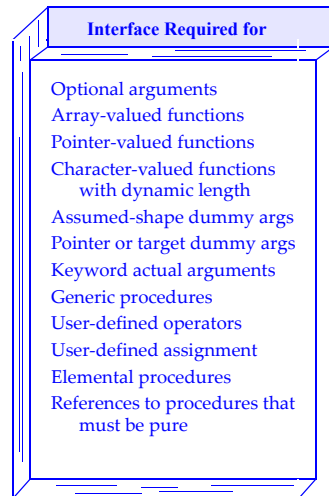 Interface Required for
Optional arguments
Array-valued functions
Pointer-valued functions
Character-valued functions
with dynamic length
Assumed-shape dummy args
Pointer or target dummy args
Keyword actual arguments
Generic procedures
User-defined operators
User-defined assignment
Elemental procedures
References to procedures that
must be pure